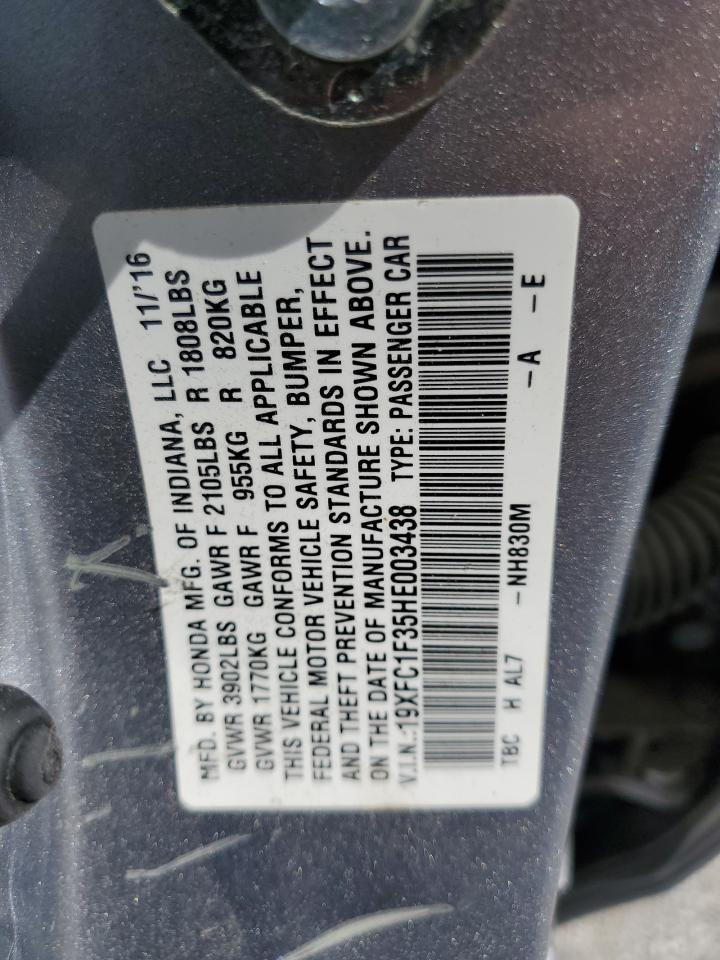 MFD. BY HONDA MFG. OF INDIANA, LLC 11/'16
GVWR 3902LBS GAWR F 2105LBS R 1808LBS
GVWR 1770KG GAWR F 955KG R 820KG
THIS VEHICLE CONFORMS TO ALL APPLICABLE
FEDERAL MOTOR VEHICLE SAFETY, BUMPER,
AND THEFT PREVENTION STANDARDS IN EFFECT
ON THE DATE OF MANUFACTURE SHOWN ABOVE.
V.I.N.:19XFC1F35HE003438 TYPE: PASSENGER CAR
TBC H AL7 -NH830M -A -E